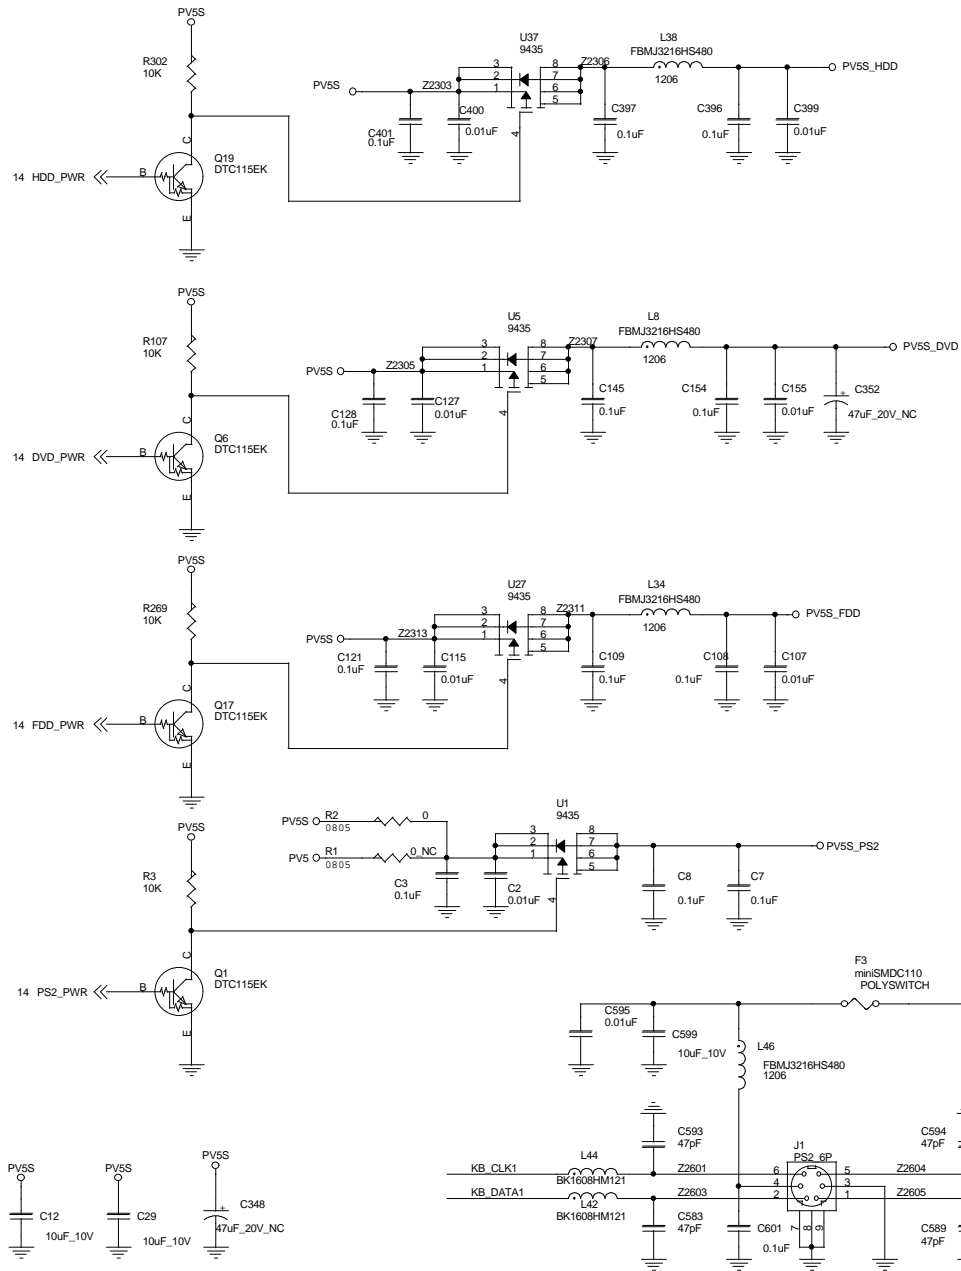 PV5S
R302
10K
C
Q19
DTC115EK
14 HDD_PWR
B
E
PV5S
Z2303
C401
0.1uF
C400
0.01uF
U37
9435
3
2
1
8
7
6
5
4
Z2306
C397
0.1uF
L38
FBMJ3216HS480
1206
C396
0.1uF
C399
0.01uF
PV5S_HDD
PV5S
R107
10K
C
Q6
DTC115EK
14 DVD_PWR
B
E
PV5S
Z2305
C128
0.1uF
C127
0.01uF
U5
9435
3
2
1
8
7
6
5
4
Z2307
C145
0.1uF
L8
FBMJ3216HS480
1206
C154
0.1uF
C155
0.01uF
C352
47uF_20V_NC
+
PV5S_DVD
PV5S
R269
10K
C
Q17
DTC115EK
14 FDD_PWR
B
E
PV5S
Z2313
C121
0.1uF
C115
0.01uF
U27
9435
3
2
1
8
7
6
5
4
Z2311
C109
0.1uF
L34
FBMJ3216HS480
1206
C108
0.1uF
C107
0.01uF
PV5S_FDD
PV5S
R3
10K
C
Q1
DTC115EK
14 PS2_PWR
B
E
PV5S
R2
0805
0
PV5
R1
0805
0_NC
C3
0.1uF
C2
0.01uF
U1
9435
3
2
1
8
7
6
5
4
C8
0.1uF
C7
0.1uF
PV5S_PS2
F3
miniSMDC110
POLYSWITCH
C595
0.01uF
C599
10uF_10V
L46
FBMJ3216HS480
1206
C593
47pF
C594
47pF
J1
PS2_6P
KB_CLK1
L44
BK1608HM121
Z2601
6
5
Z2604
4
3
KB_DATA1
L42
BK1608HM121
Z2603
2
1
Z2605
7
8
9
C583
47pF
C601
0.1uF
C589
47pF
PV5S
C12
10uF_10V
PV5S
C29
10uF_10V
PV5S
+
C348
47uF_20V_NC